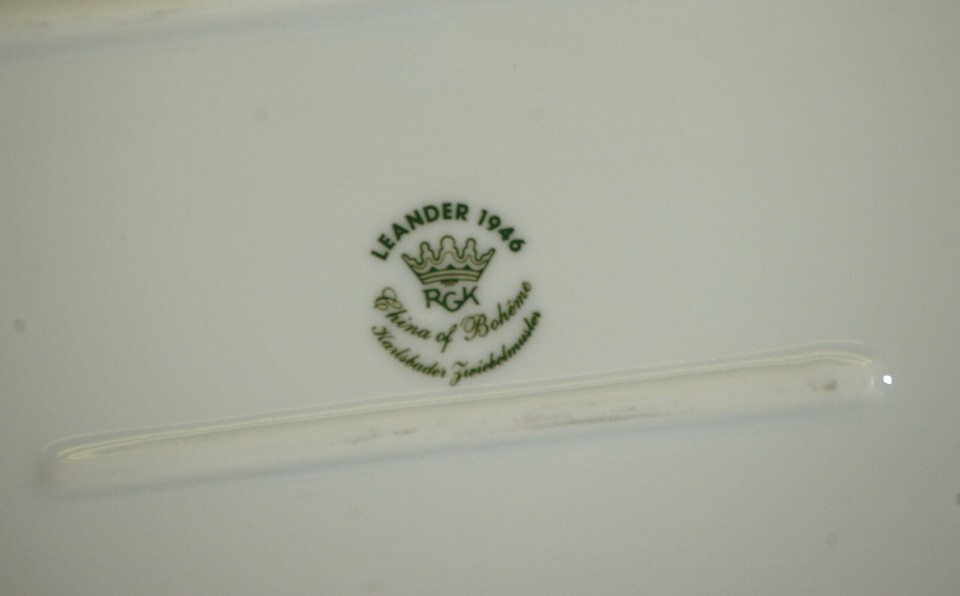 LEANDER 1946
RGK
China of Bohême
Karlsbader Zwiebelmuster